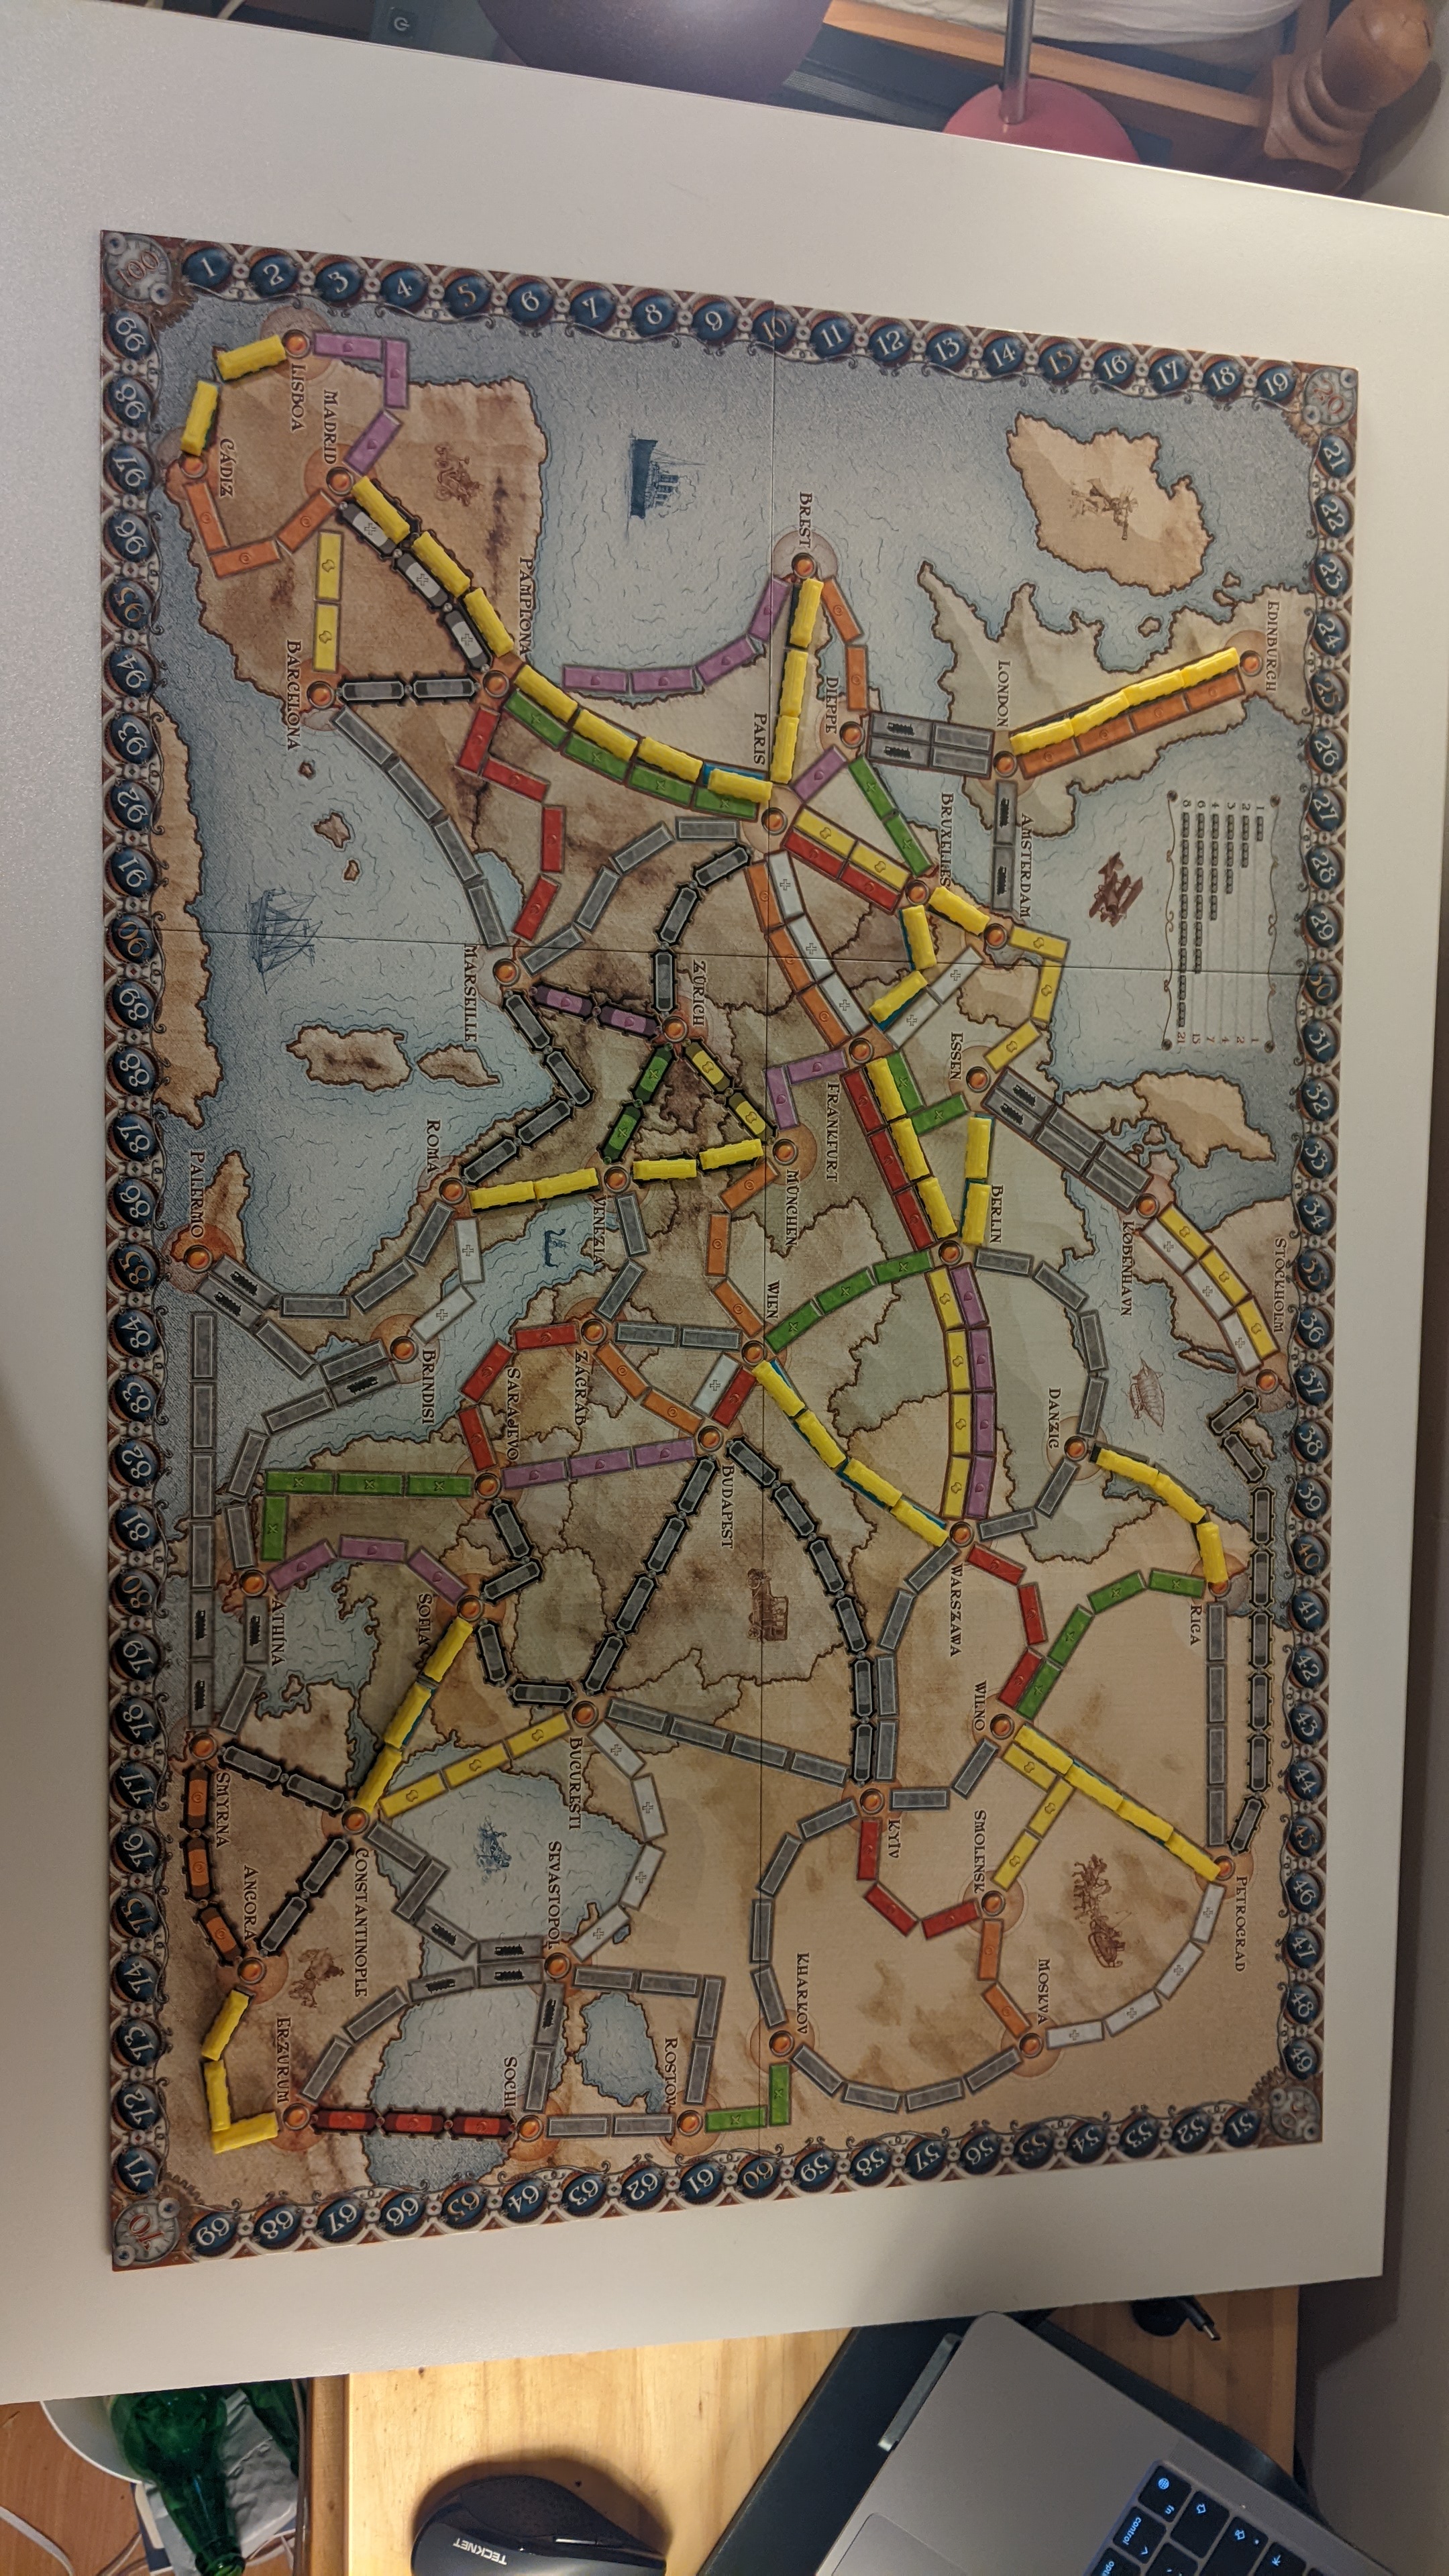 EDINBURGH
LONDON
AMSTERDAM
BRUXELLES
DIEPPE
BREST
PARIS
PAMPLONA
MADRID
LISBOA
CÁDIZ
BARCELONA
MARSEILLE
ZÜRICH
FRANKFURT
ESSEN
MÜNCHEN
BERLIN
KØBENHAVN
STOCKHOLM
DANZIG
WIEN
VENEZIA
ROMA
PALERMO
BRINDISI
ZAGRAB
SARAJEVO
BUDAPEST
WARSZAWA
RIGA
WILNO
PETROGRAD
SMOLENSK
KYÏV
MOSKVA
KHARKOV
BUCURESTI
SOFIA
ATHÍNA
SMYRNA
CONSTANTINOPLE
ANGORA
SEVASTOPOL
ERZURUM
SOCHI
ROSTOV
1 2 3 4 5 6 7 8 9 10 11 12 13 14 15 16 17 18 19 20
21 22 23 24 25 26 27 28 29 30 31 32 33 34 35 36 37 38 39 40 41 42 43 44 45 46 47 48 49
51 52 53 54 55 56 57 58 59 60 61 62 63 64 65 66 67 68 69 70
71 72 73 74 75 76 77 78 79 80 81 82 83 84 85 86 87 88 89 90 91 92 93 94 95 96 97 98 99 100
1 1
2 2
3 4
4 7
6 15
8 21
TECKNET
fn
control